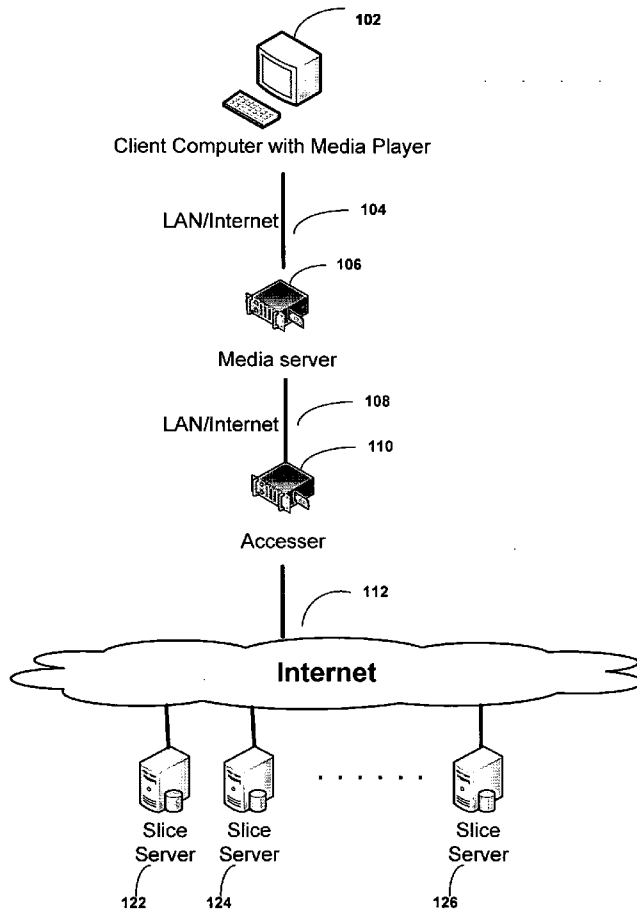 102
Client Computer with Media Player
LAN/Internet
104
106
Media server
LAN/Internet
108
110
Accesser
112
Internet
Slice
Server
Slice
Server
. . . . . .
Slice
Server
122
124
126